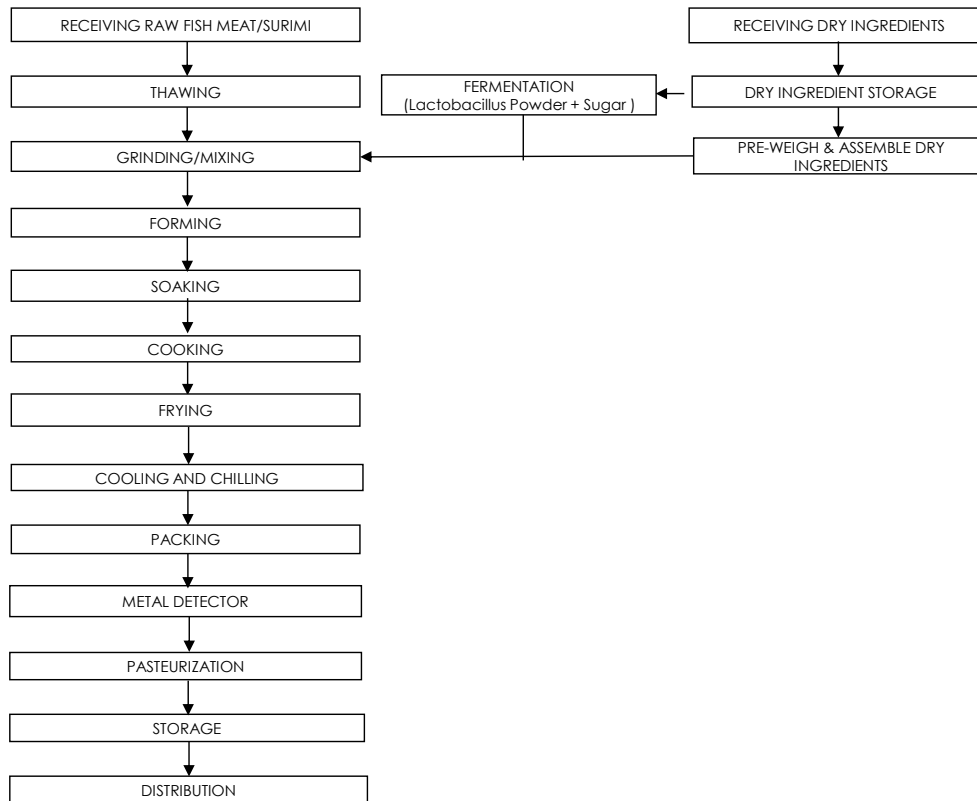 RECEIVING RAW FISH MEAT/SURIMI
THAWING
GRINDING/MIXING
FORMING
SOAKING
COOKING
FRYING
COOLING AND CHILLING
PACKING
METAL DETECTOR
PASTEURIZATION
STORAGE
DISTRIBUTION
FERMENTATION
(Lactobacillus Powder + Sugar )
RECEIVING DRY INGREDIENTS
DRY INGREDIENT STORAGE
PRE-WEIGH & ASSEMBLE DRY
INGREDIENTS